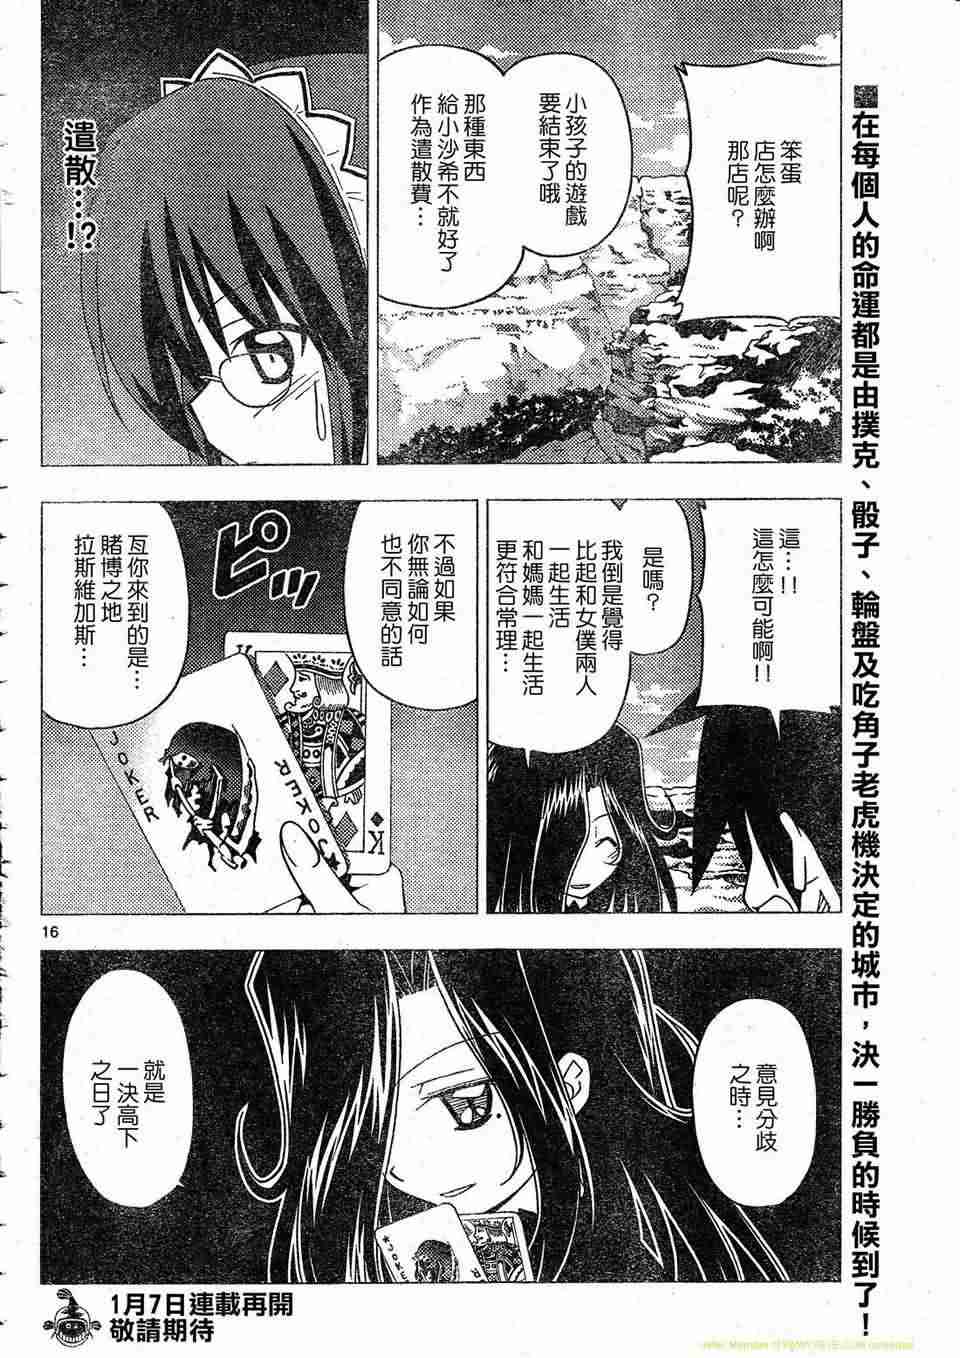 ■在每個人的命運都是由撲克、骰子、輪盤及吃角子老虎機決定的城市，決一勝負的時候到了！
笨蛋
店怎麼辦啊
那店呢？
小孩子的遊戲
要結束了哦
那種東西
給小沙希不就好了
作為遣散費…
遣散…!?
這…!!
這怎麼可能啊!!
是嗎？
我倒是覺得
比起和女僕兩人
一起生活
和媽媽一起生活
更符合常理…
不過如果
你無論如何
也不同意的話
ピッ
亙你來到的是…
賭博之地
拉斯維加斯…
K
JOKER
JOKER
K
16
意見分歧
之時…
就是
一決高下
之日了
JOKER
1月7日連載再開
敬請期待